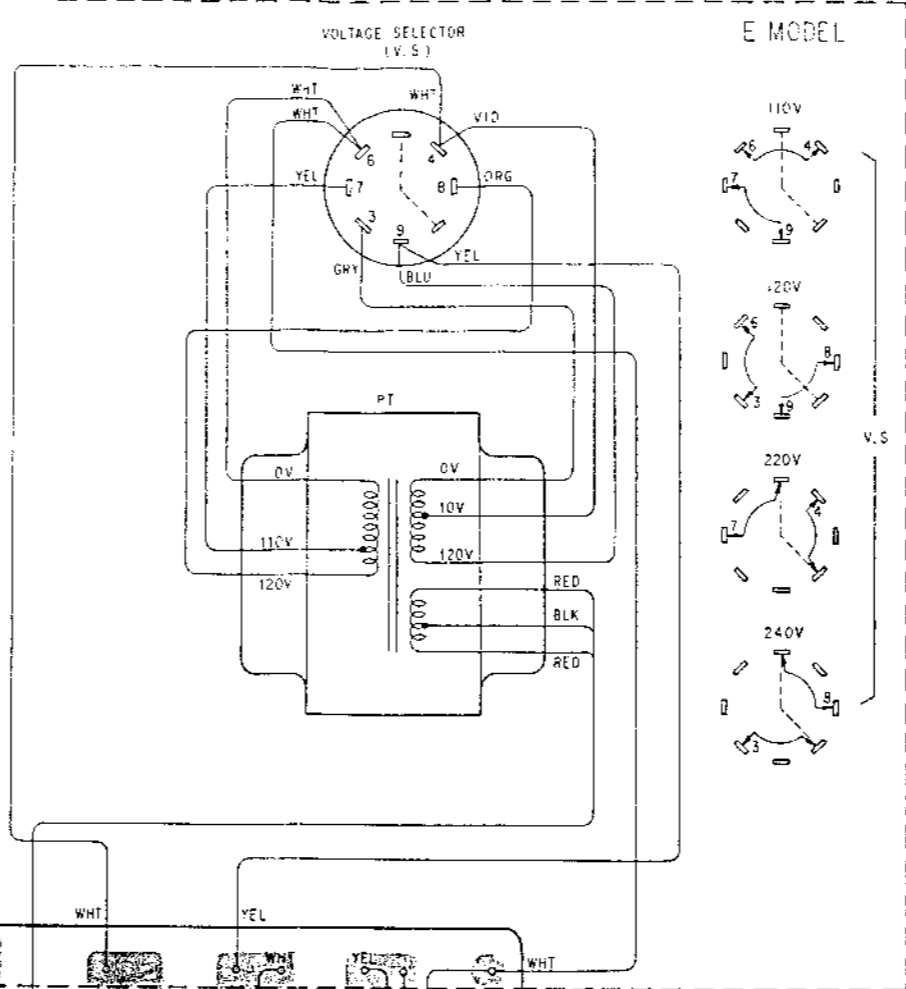 VOLTAGE SELECTOR
(V.S)
E MODEL
WHT
WHT
WHT
VIO
6
4
YEL
7
8
ORG
3
9
GRY
BLU
YEL
PT
0V
0V
10V
110V
120V
120V
RED
BLK
RED
110V
6
4
7
9
120V
6
8
3
9
V.S
220V
4
7
240V
3
WHT
YEL
WHT
YEL
WHT